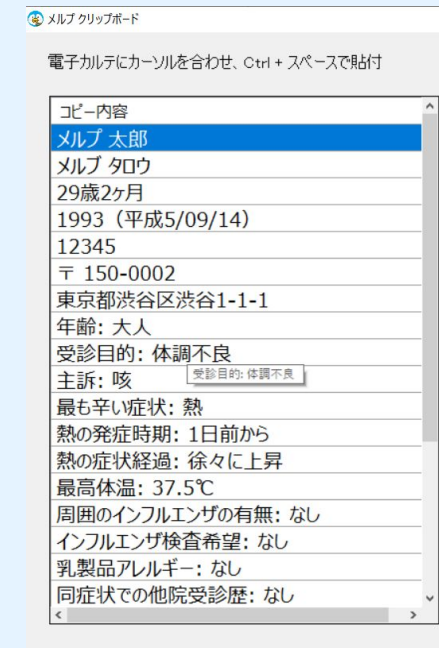 メルプ クリップボード
電子カルテにカーソルを合わせ、Ctrl + スペースで貼付
コピー内容
メルプ 太郎
メルプ タロウ
29歳2ヶ月
1993（平成5/09/14）
12345
〒 150-0002
東京都渋谷区渋谷1-1-1
年齢: 大人
受診目的: 体調不良
受診目的: 体調不良
主訴: 咳
最も辛い症状: 熱
熱の発症時期: 1日前から
熱の症状経過: 徐々に上昇
最高体温: 37.5℃
周囲のインフルエンザの有無: なし
インフルエンザ検査希望: なし
乳製品アレルギー: なし
同症状での他院受診歴: なし